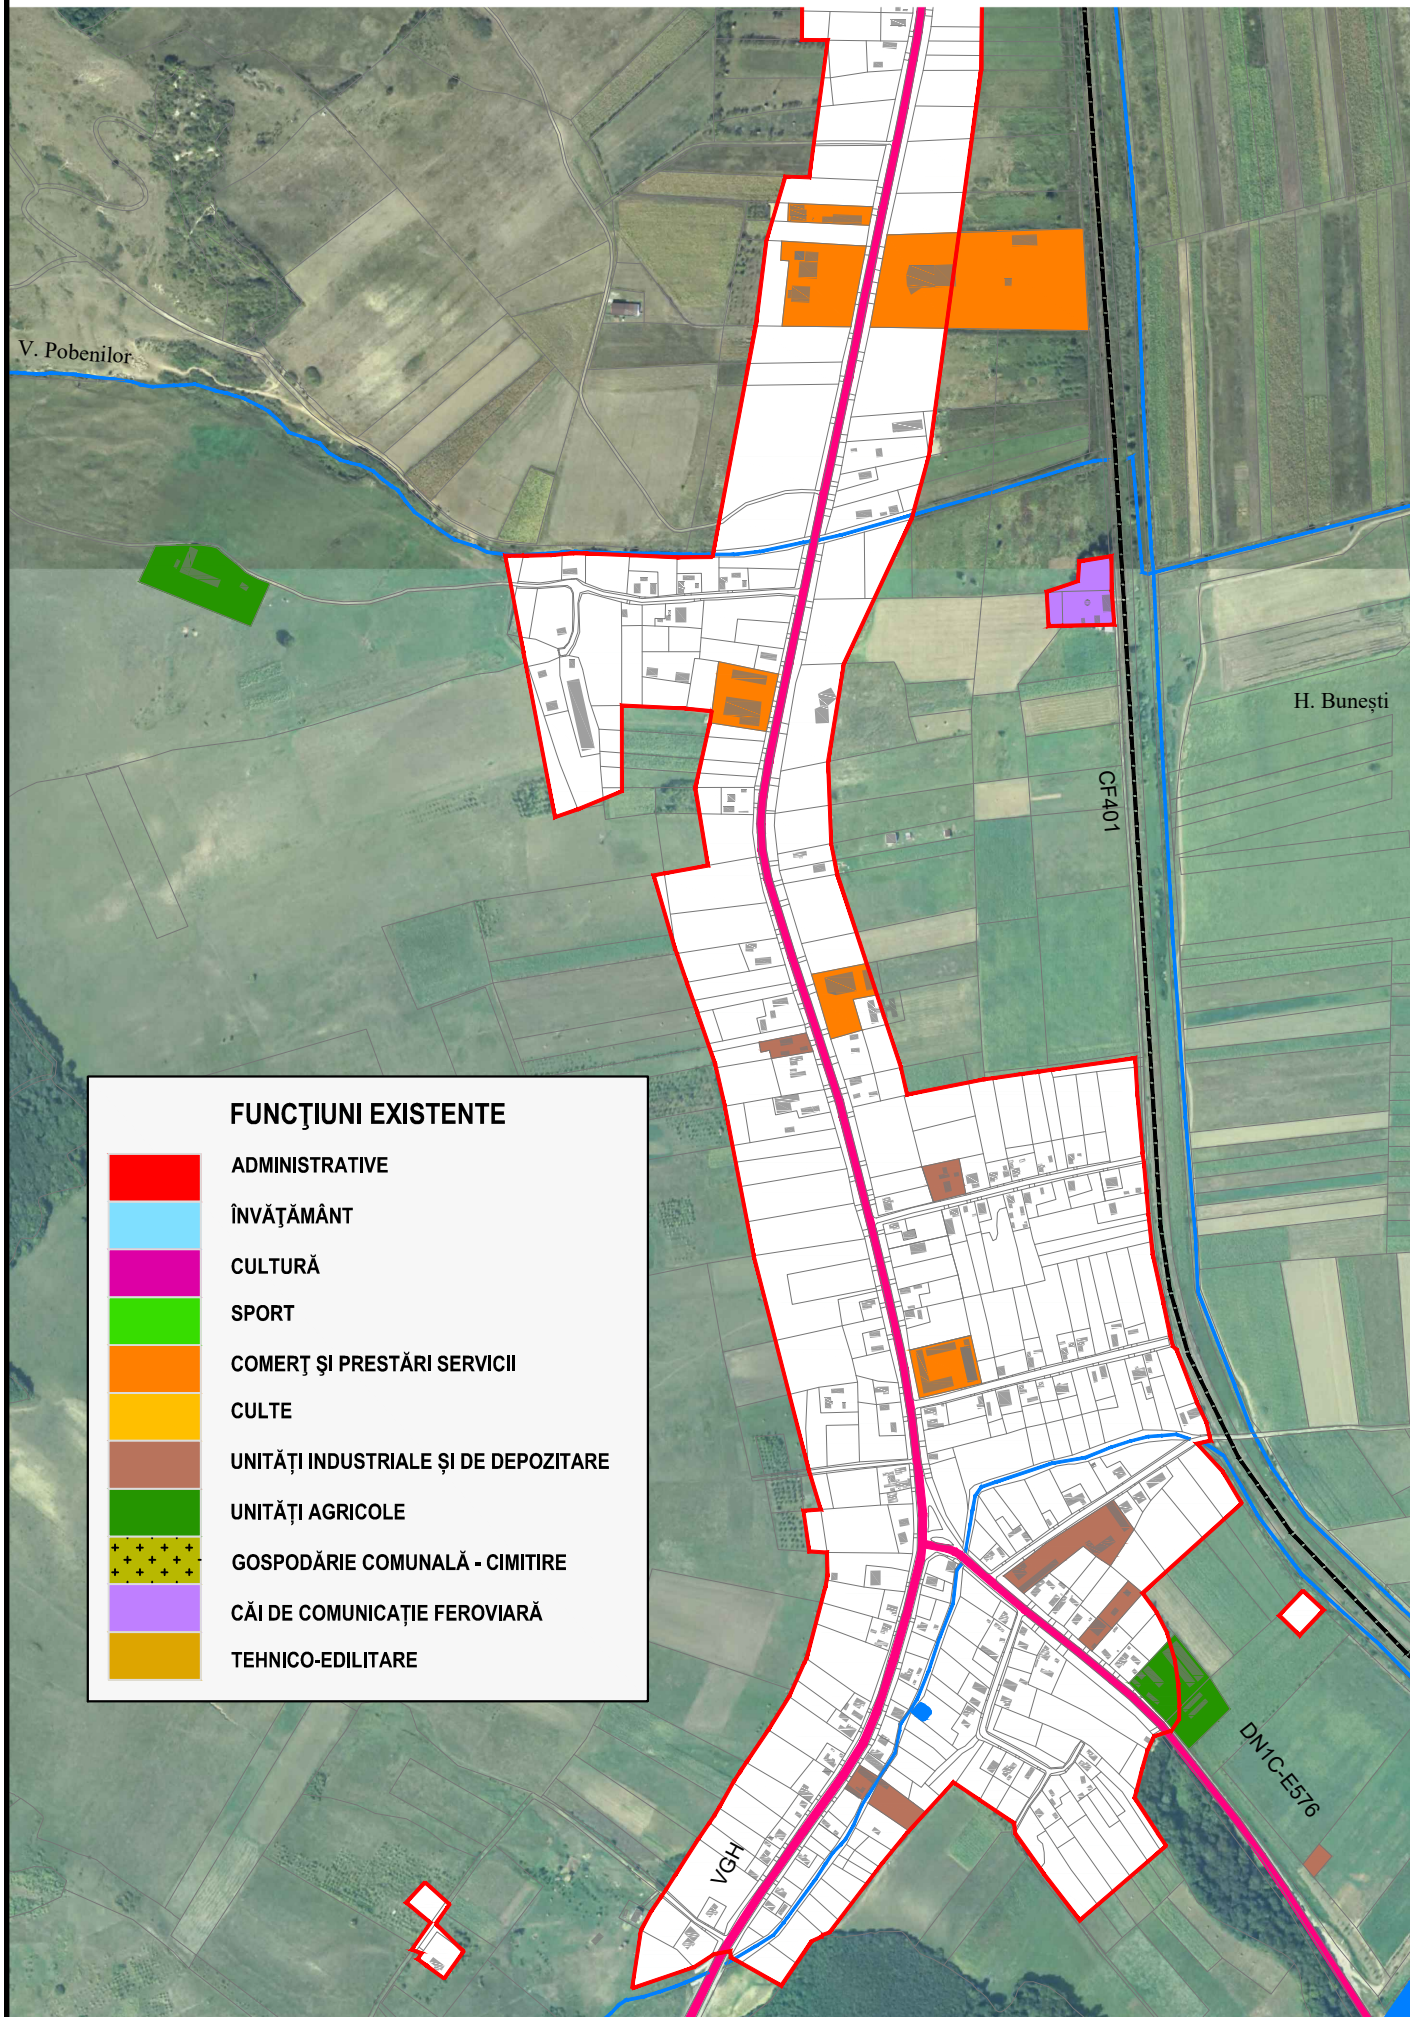 V. Pobenilor
H. Bunești
CF401
FUNCŢIUNI EXISTENTE
ADMINISTRATIVE
ÎNVĂŢĂMÂNT
CULTURĂ
SPORT
COMERŢ ŞI PRESTĂRI SERVICII
CULTE
UNITĂȚI INDUSTRIALE ȘI DE DEPOZITARE
UNITĂȚI AGRICOLE
GOSPODĂRIE COMUNALĂ - CIMITIRE
CĂI DE COMUNICAȚIE FEROVIARĂ
TEHNICO-EDILITARE
DN1C-E576
VGH